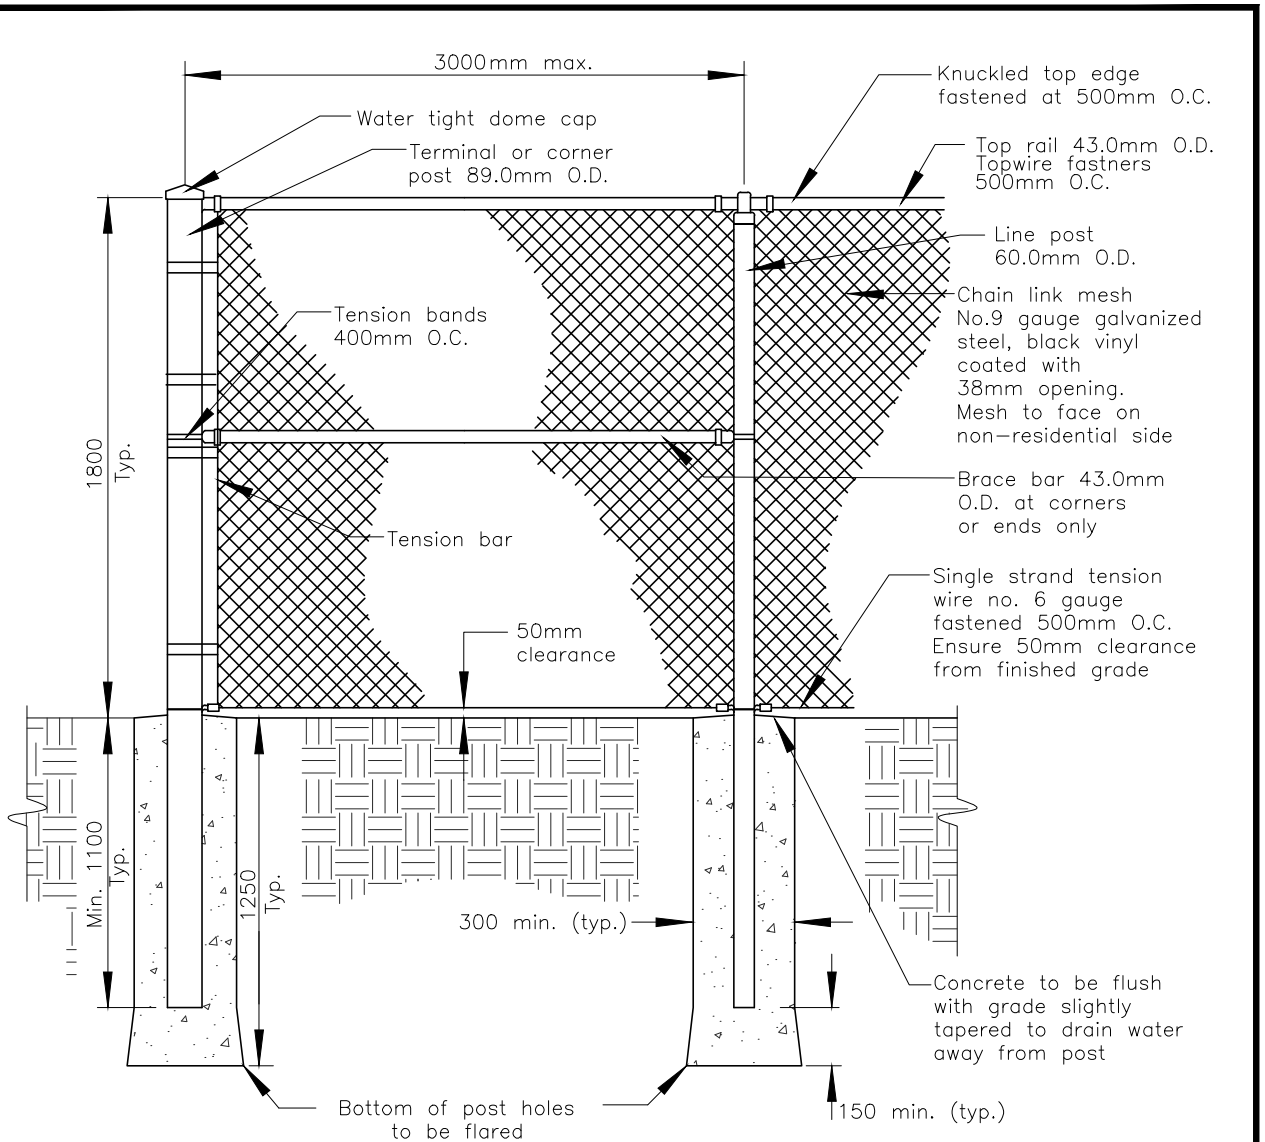 3000mm max.
Water tight dome cap
Terminal or corner
post 89.0mm O.D.
Knuckled top edge
fastened at 500mm O.C.
Top rail 43.0mm O.D.
Topwire fastners
500mm O.C.
Line post
60.0mm O.D.
Tension bands
400mm O.C.
Chain link mesh
No.9 gauge galvanized
steel, black vinyl
coated with
38mm opening.
Mesh to face on
non-residential side
1800
Typ.
Brace bar 43.0mm
O.D. at corners
or ends only
Tension bar
Single strand tension
wire no. 6 gauge
fastened 500mm O.C.
Ensure 50mm clearance
from finished grade
50mm
clearance
Min. 1100
Typ.
1250
Typ.
300 min. (typ.)
Concrete to be flush
with grade slightly
tapered to drain water
away from post
Bottom of post holes
to be flared
150 min. (typ.)